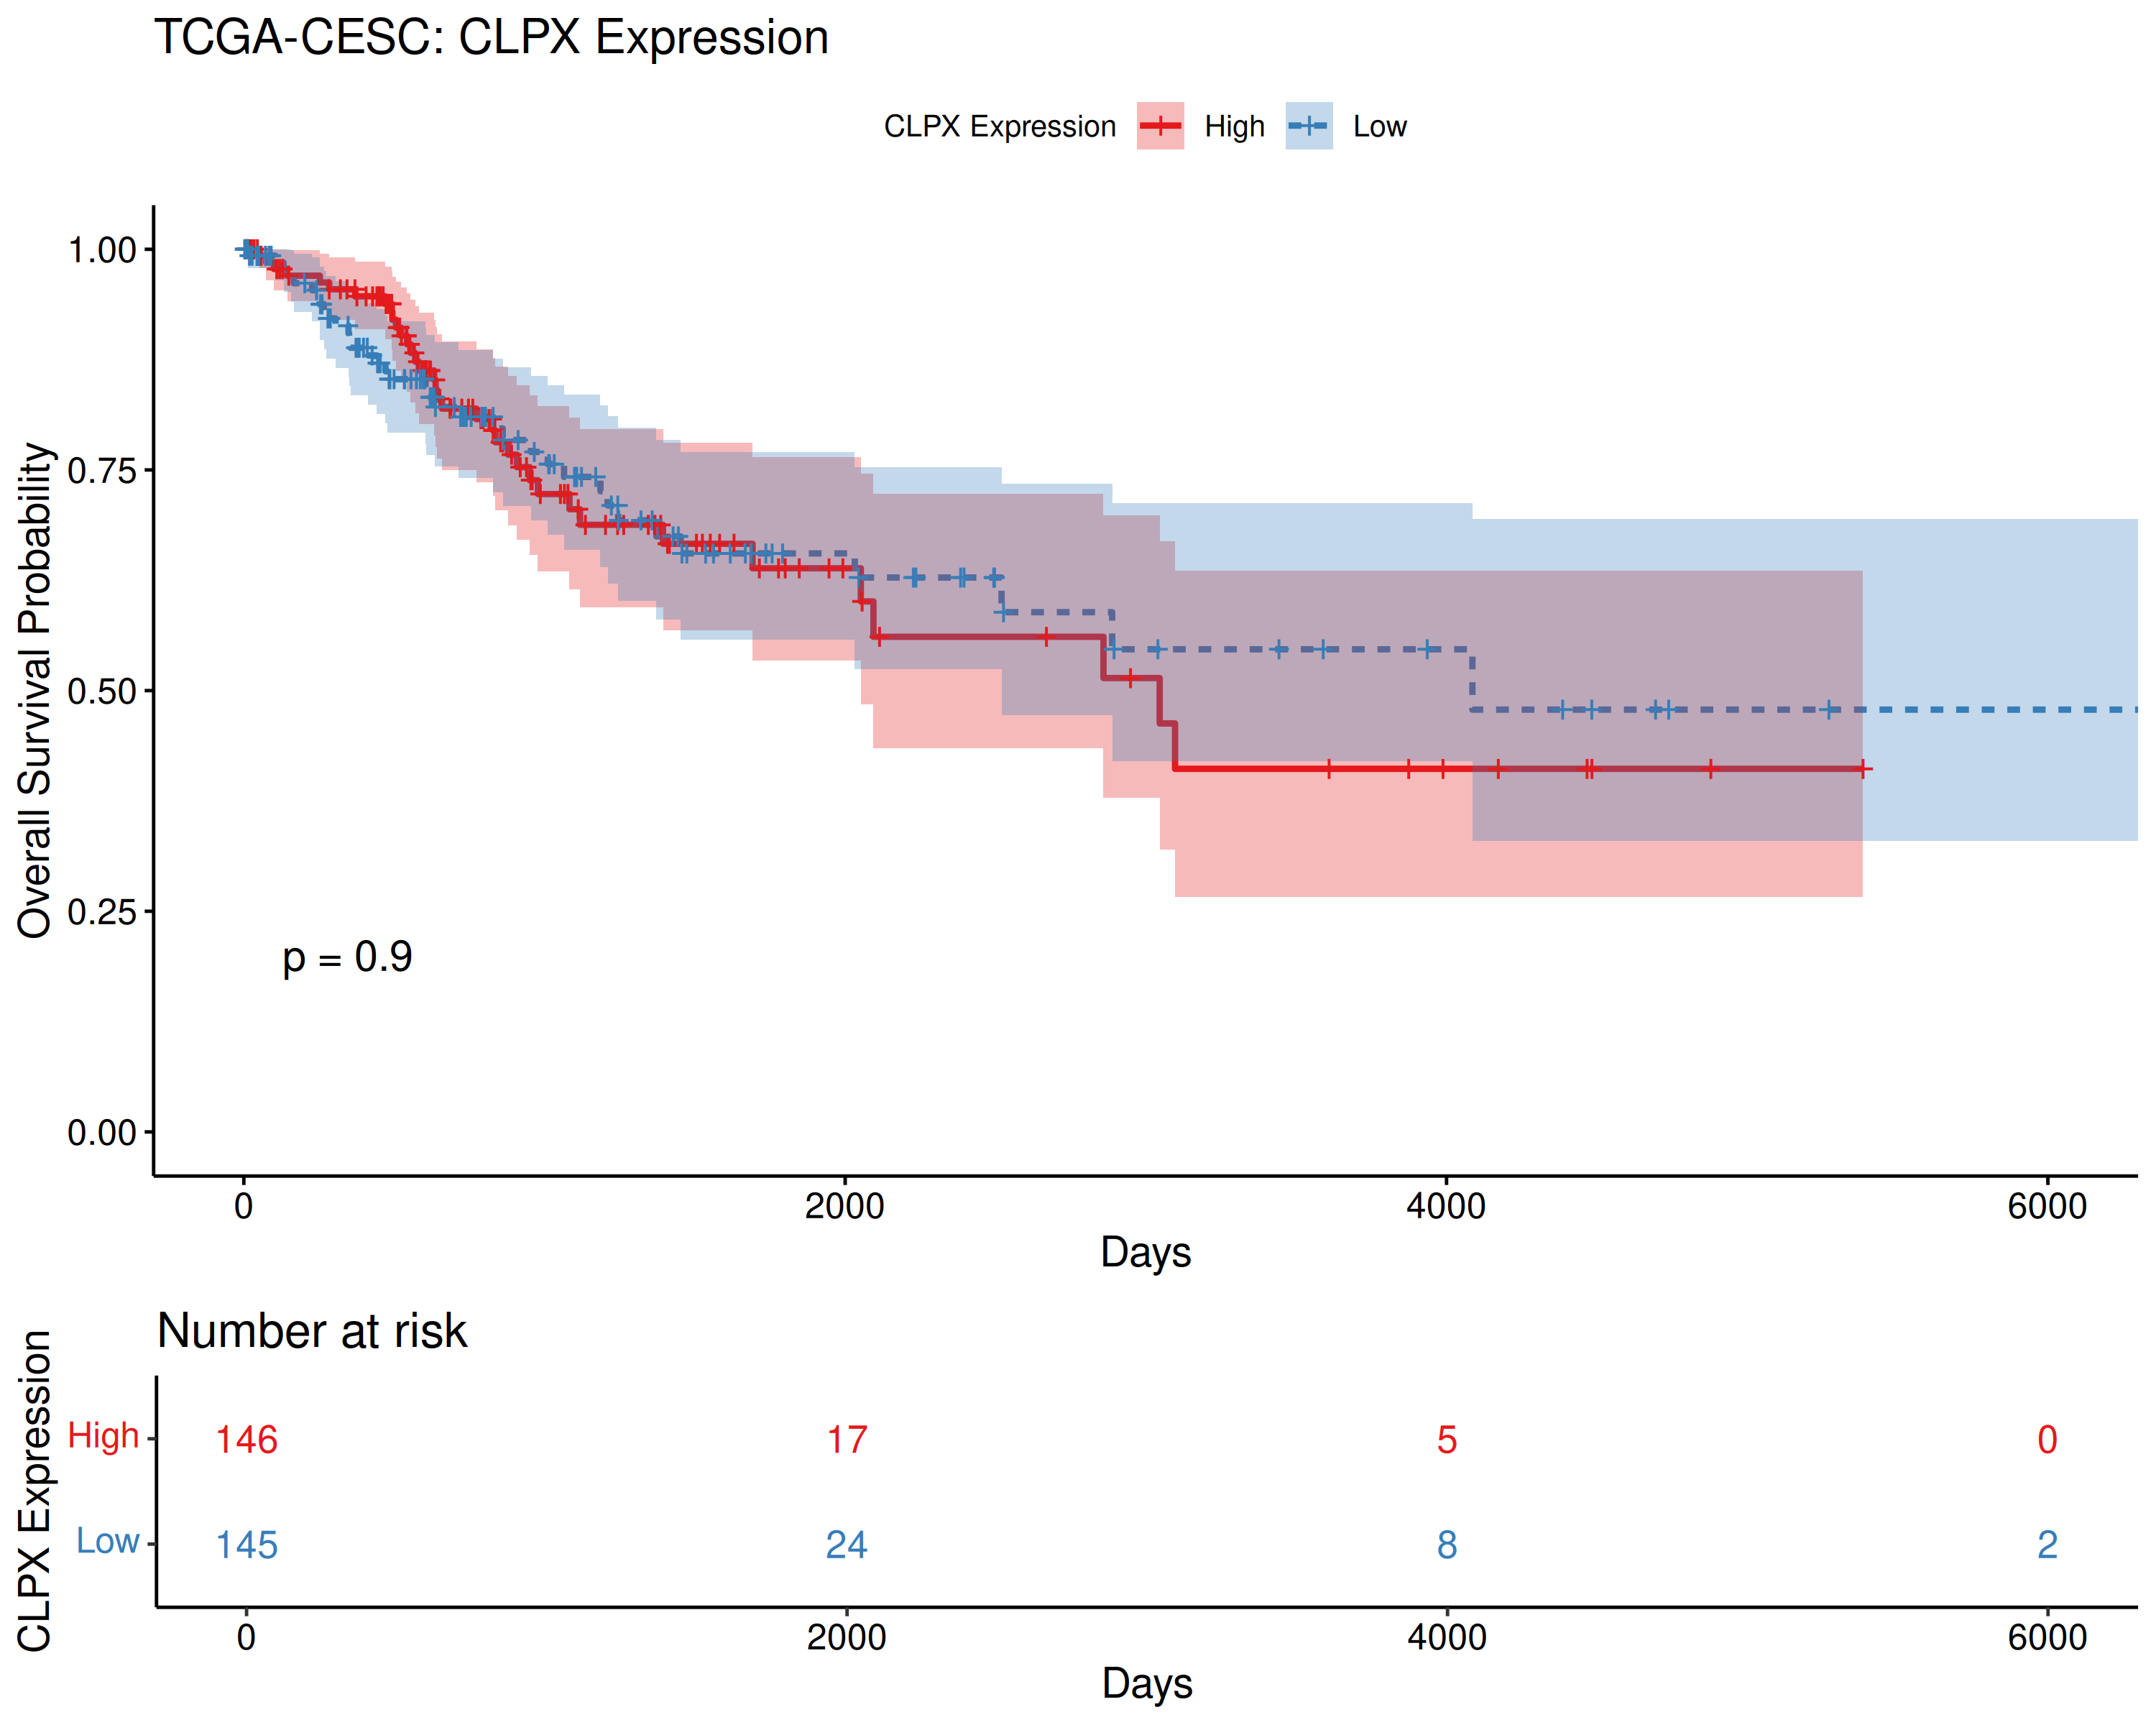 TCGA-CESC: CLPX Expression
CLPX Expression High Low
Overall Survival Probability
1.00
0.75
0.50
0.25
0.00
p = 0.9
0 2000 4000 6000
Days
Number at risk
CLPX Expression
High 146 17 5 0
Low 145 24 8 2
0 2000 4000 6000
Days